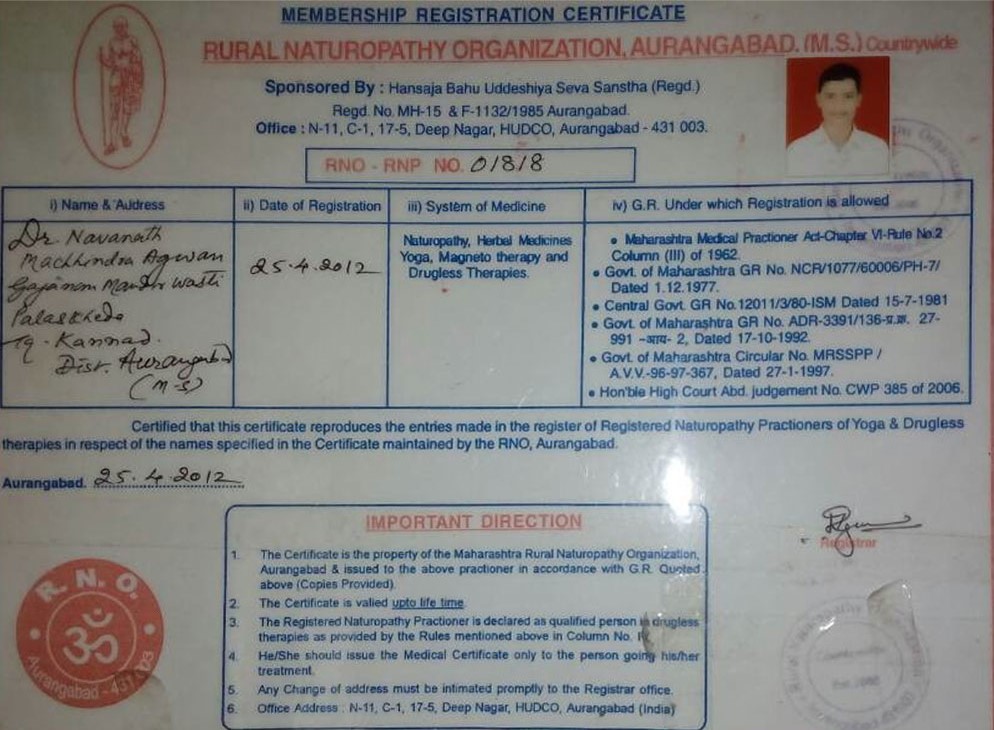 MEMBERSHIP REGISTRATION CERTIFICATE
RURAL NATUROPATHY ORGANIZATION, AURANGABAD. (M.S.) Countrywide
Sponsored By : Hansaja Bahu Uddeshiya Seva Sanstha (Regd.)
Regd. No. MH-15 & F-1132/1985 Aurangabad.
Office : N-11, C-1, 17-5, Deep Nagar, HUDCO, Aurangabad - 431 003.
RNO - RNP NO. 01818
i) Name & Address
Dr. Navanath
Machhindra Agwan
Gajanan Mandir Wasti
Palaskheda
Tq. Kannad.
Dist. Aurangabad
(M-S)
ii) Date of Registration
25.4.2012
iii) System of Medicine
Naturopathy, Herbal Medicines
Yoga, Magneto therapy and
Drugless Therapies.
iv) G.R. Under which Registration is allowed
• Maharashtra Medical Practioner Act-Chapter VI-Rule No.2
Column (III) of 1962.
• Govt. of Maharashtra GR No. NCR/1077/60006/PH-7/
Dated 1.12.1977.
• Central Govt. GR No.12011/3/80-ISM Dated 15-7-1981
• Govt. of Maharashtra GR No. ADR-3391/136-प्र.क्र. 27-
991 -आय- 2, Dated 17-10-1992.
• Govt. of Maharashtra Circular No. MRSSPP /
A.V.V.-96-97-367, Dated 27-1-1997.
• Hon'ble High Court Abd. judgement No. CWP 385 of 2006.
Certified that this certificate reproduces the entries made in the register of Registered Naturopathy Practioners of Yoga & Drugless
therapies in respect of the names specified in the Certificate maintained by the RNO, Aurangabad.
Aurangabad. 25.4.2012
Registrar
IMPORTANT DIRECTION
1. The Certificate is the property of the Maharashtra Rural Naturopathy Organization,
Aurangabad & issued to the above practioner in accordance with G.R. Quoted
above (Copies Provided).
2. The Certificate is valied upto life time.
3. The Registered Naturopathy Practioner is declared as qualified person in drugless
therapies as provided by the Rules mentioned above in Column No.
4. He/She should issue the Medical Certificate only to the person going his/her
treatment.
5. Any Change of address must be intimated promptly to the Registrar office.
6. Office Address : N-11, C-1, 17-5, Deep Nagar, HUDCO, Aurangabad (India)
R. N. O.
ॐ
Aurangabad - 431 003